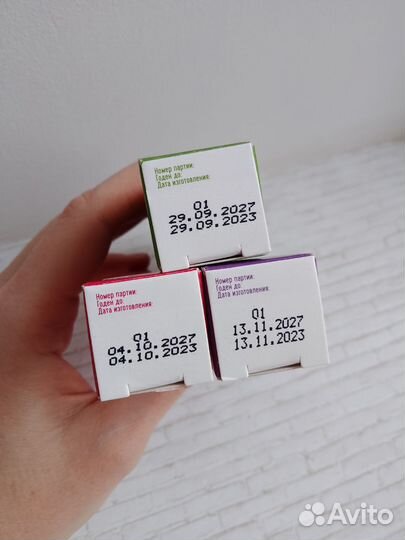 Номер партии:
Годен до:
Дата изготовления:
01
29.09.2027
29.09.2023
Номер партии:
Годен до:
Дата изготовления:
01
04.10.2027
04.10.2023
Номер партии:
Годен до:
Дата изготовления:
01
13.11.2027
13.11.2023
Avito